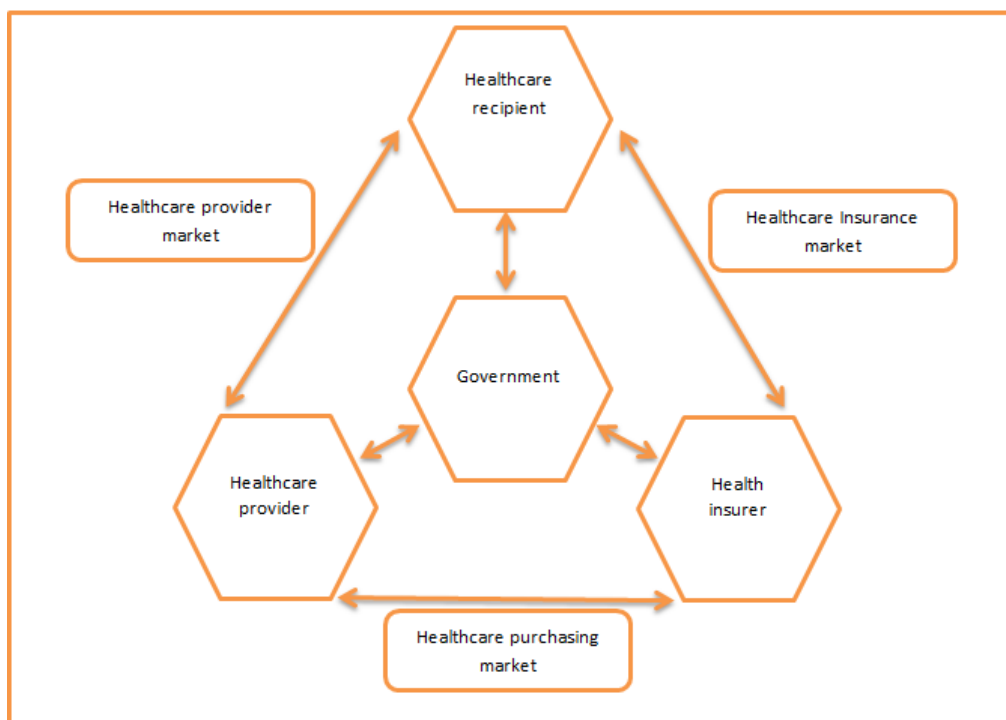 Healthcare
recipient
Healthcare provider
market
Healthcare Insurance
market
Government
Healthcare
provider
Health
insurer
Healthcare purchasing
market